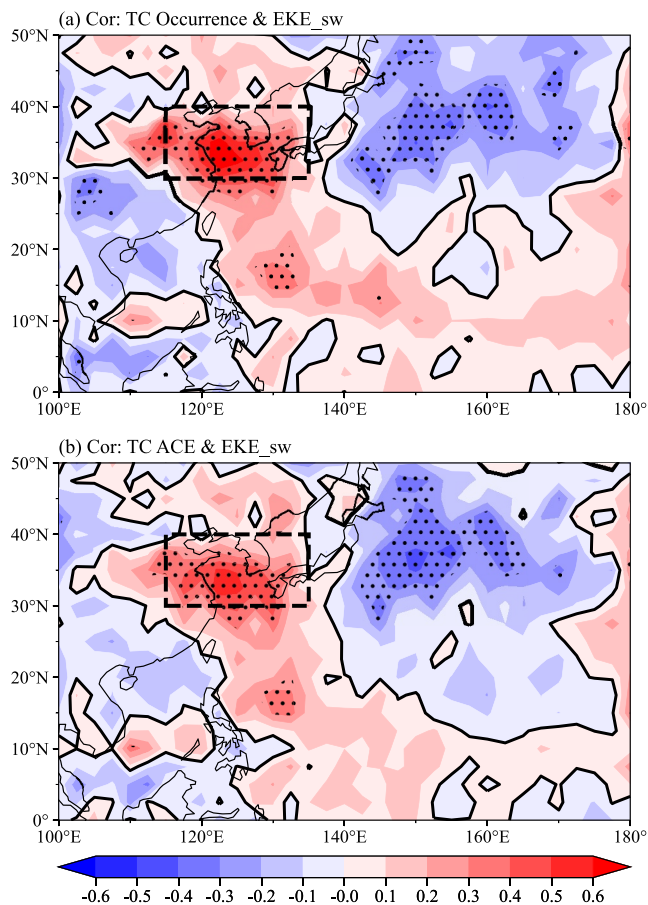 (a) Cor: TC Occurrence & EKE_sw
50°N
40°N
30°N
20°N
10°N
0°
100°E 120°E 140°E 160°E 180°
(b) Cor: TC ACE & EKE_sw
50°N
40°N
30°N
20°N
10°N
0°
100°E 120°E 140°E 160°E 180°
-0.6 -0.5 -0.4 -0.3 -0.2 -0.1 -0.0 0.1 0.2 0.3 0.4 0.5 0.6